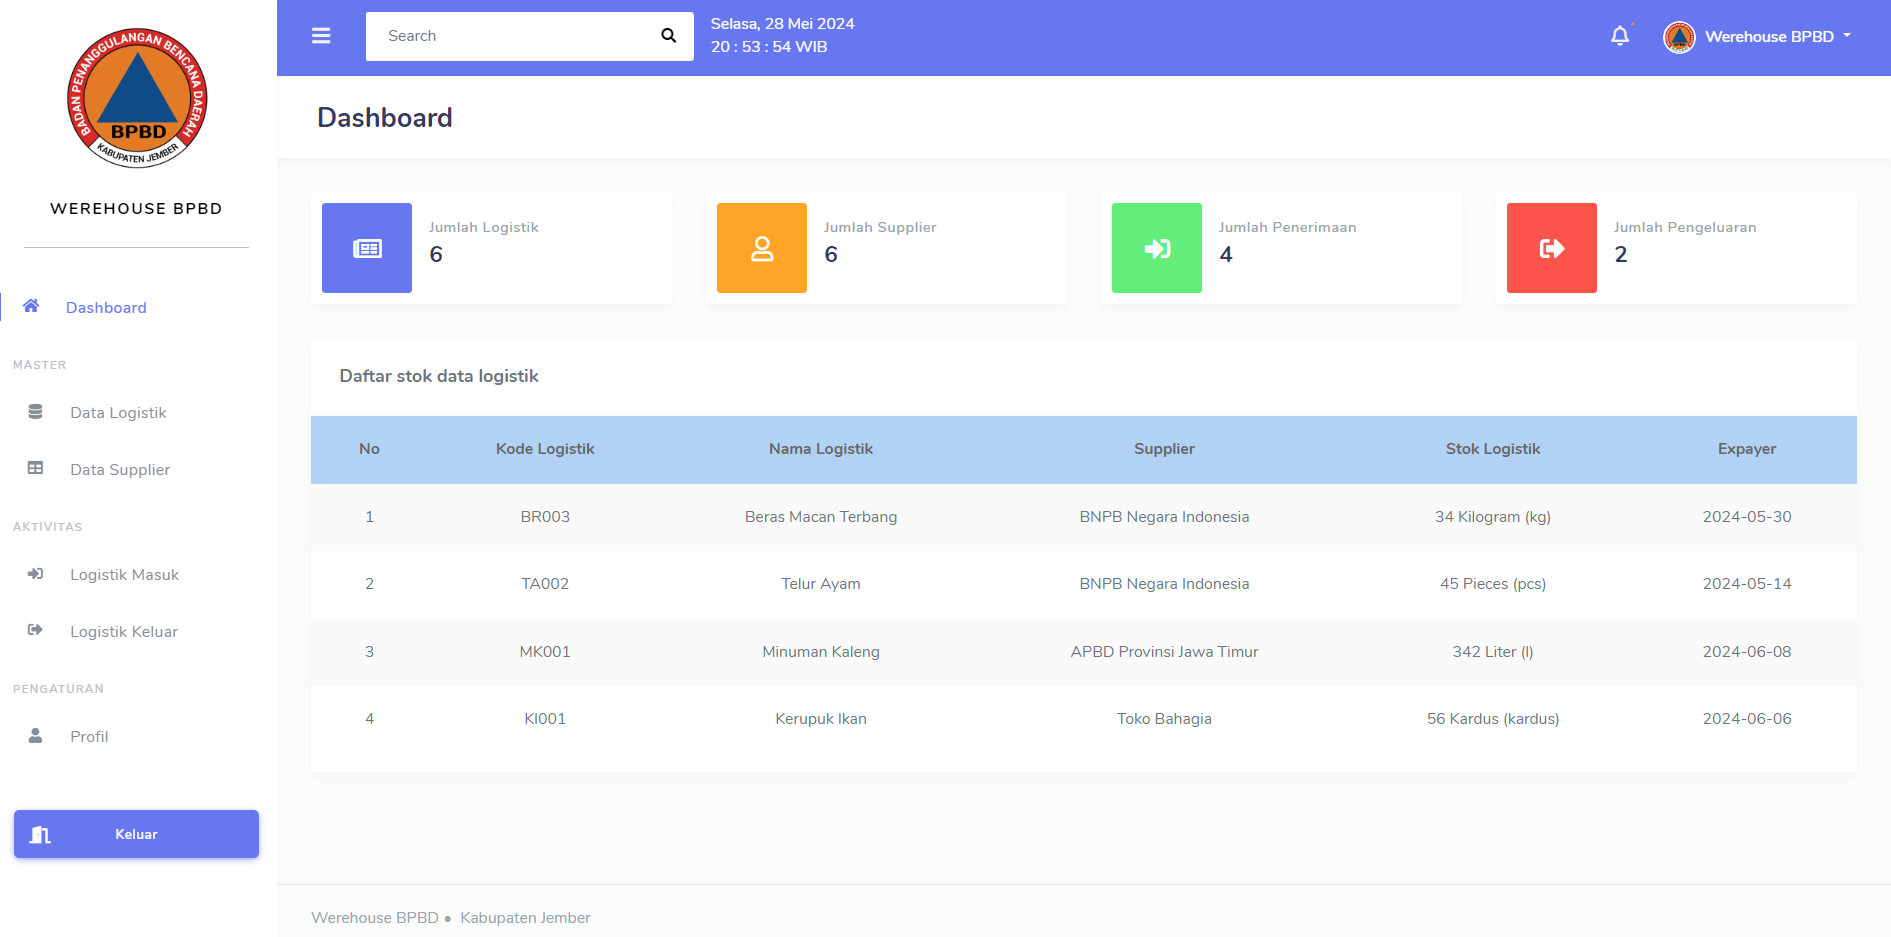 BADAN PENANGGULANGAN BENCANA DAERAH
BPBD
KABUPATEN JEMBER
WEREHOUSE BPBD
Dashboard
MASTER
Data Logistik
Data Supplier
AKTIVITAS
Logistik Masuk
Logistik Keluar
PENGATURAN
Profil
Keluar
Search
Selasa, 28 Mei 2024
20 : 53 : 54 WIB
Werehouse BPBD
Dashboard
Jumlah Logistik
6
Jumlah Supplier
6
Jumlah Penerimaan
4
Jumlah Pengeluaran
2
Daftar stok data logistik
No Kode Logistik Nama Logistik Supplier Stok Logistik Expayer
1 BR003 Beras Macan Terbang BNPB Negara Indonesia 34 Kilogram (kg) 2024-05-30
2 TA002 Telur Ayam BNPB Negara Indonesia 45 Pieces (pcs) 2024-05-14
3 MK001 Minuman Kaleng APBD Provinsi Jawa Timur 342 Liter (l) 2024-06-08
4 KI001 Kerupuk Ikan Toko Bahagia 56 Kardus (kardus) 2024-06-06
Werehouse BPBD ● Kabupaten Jember